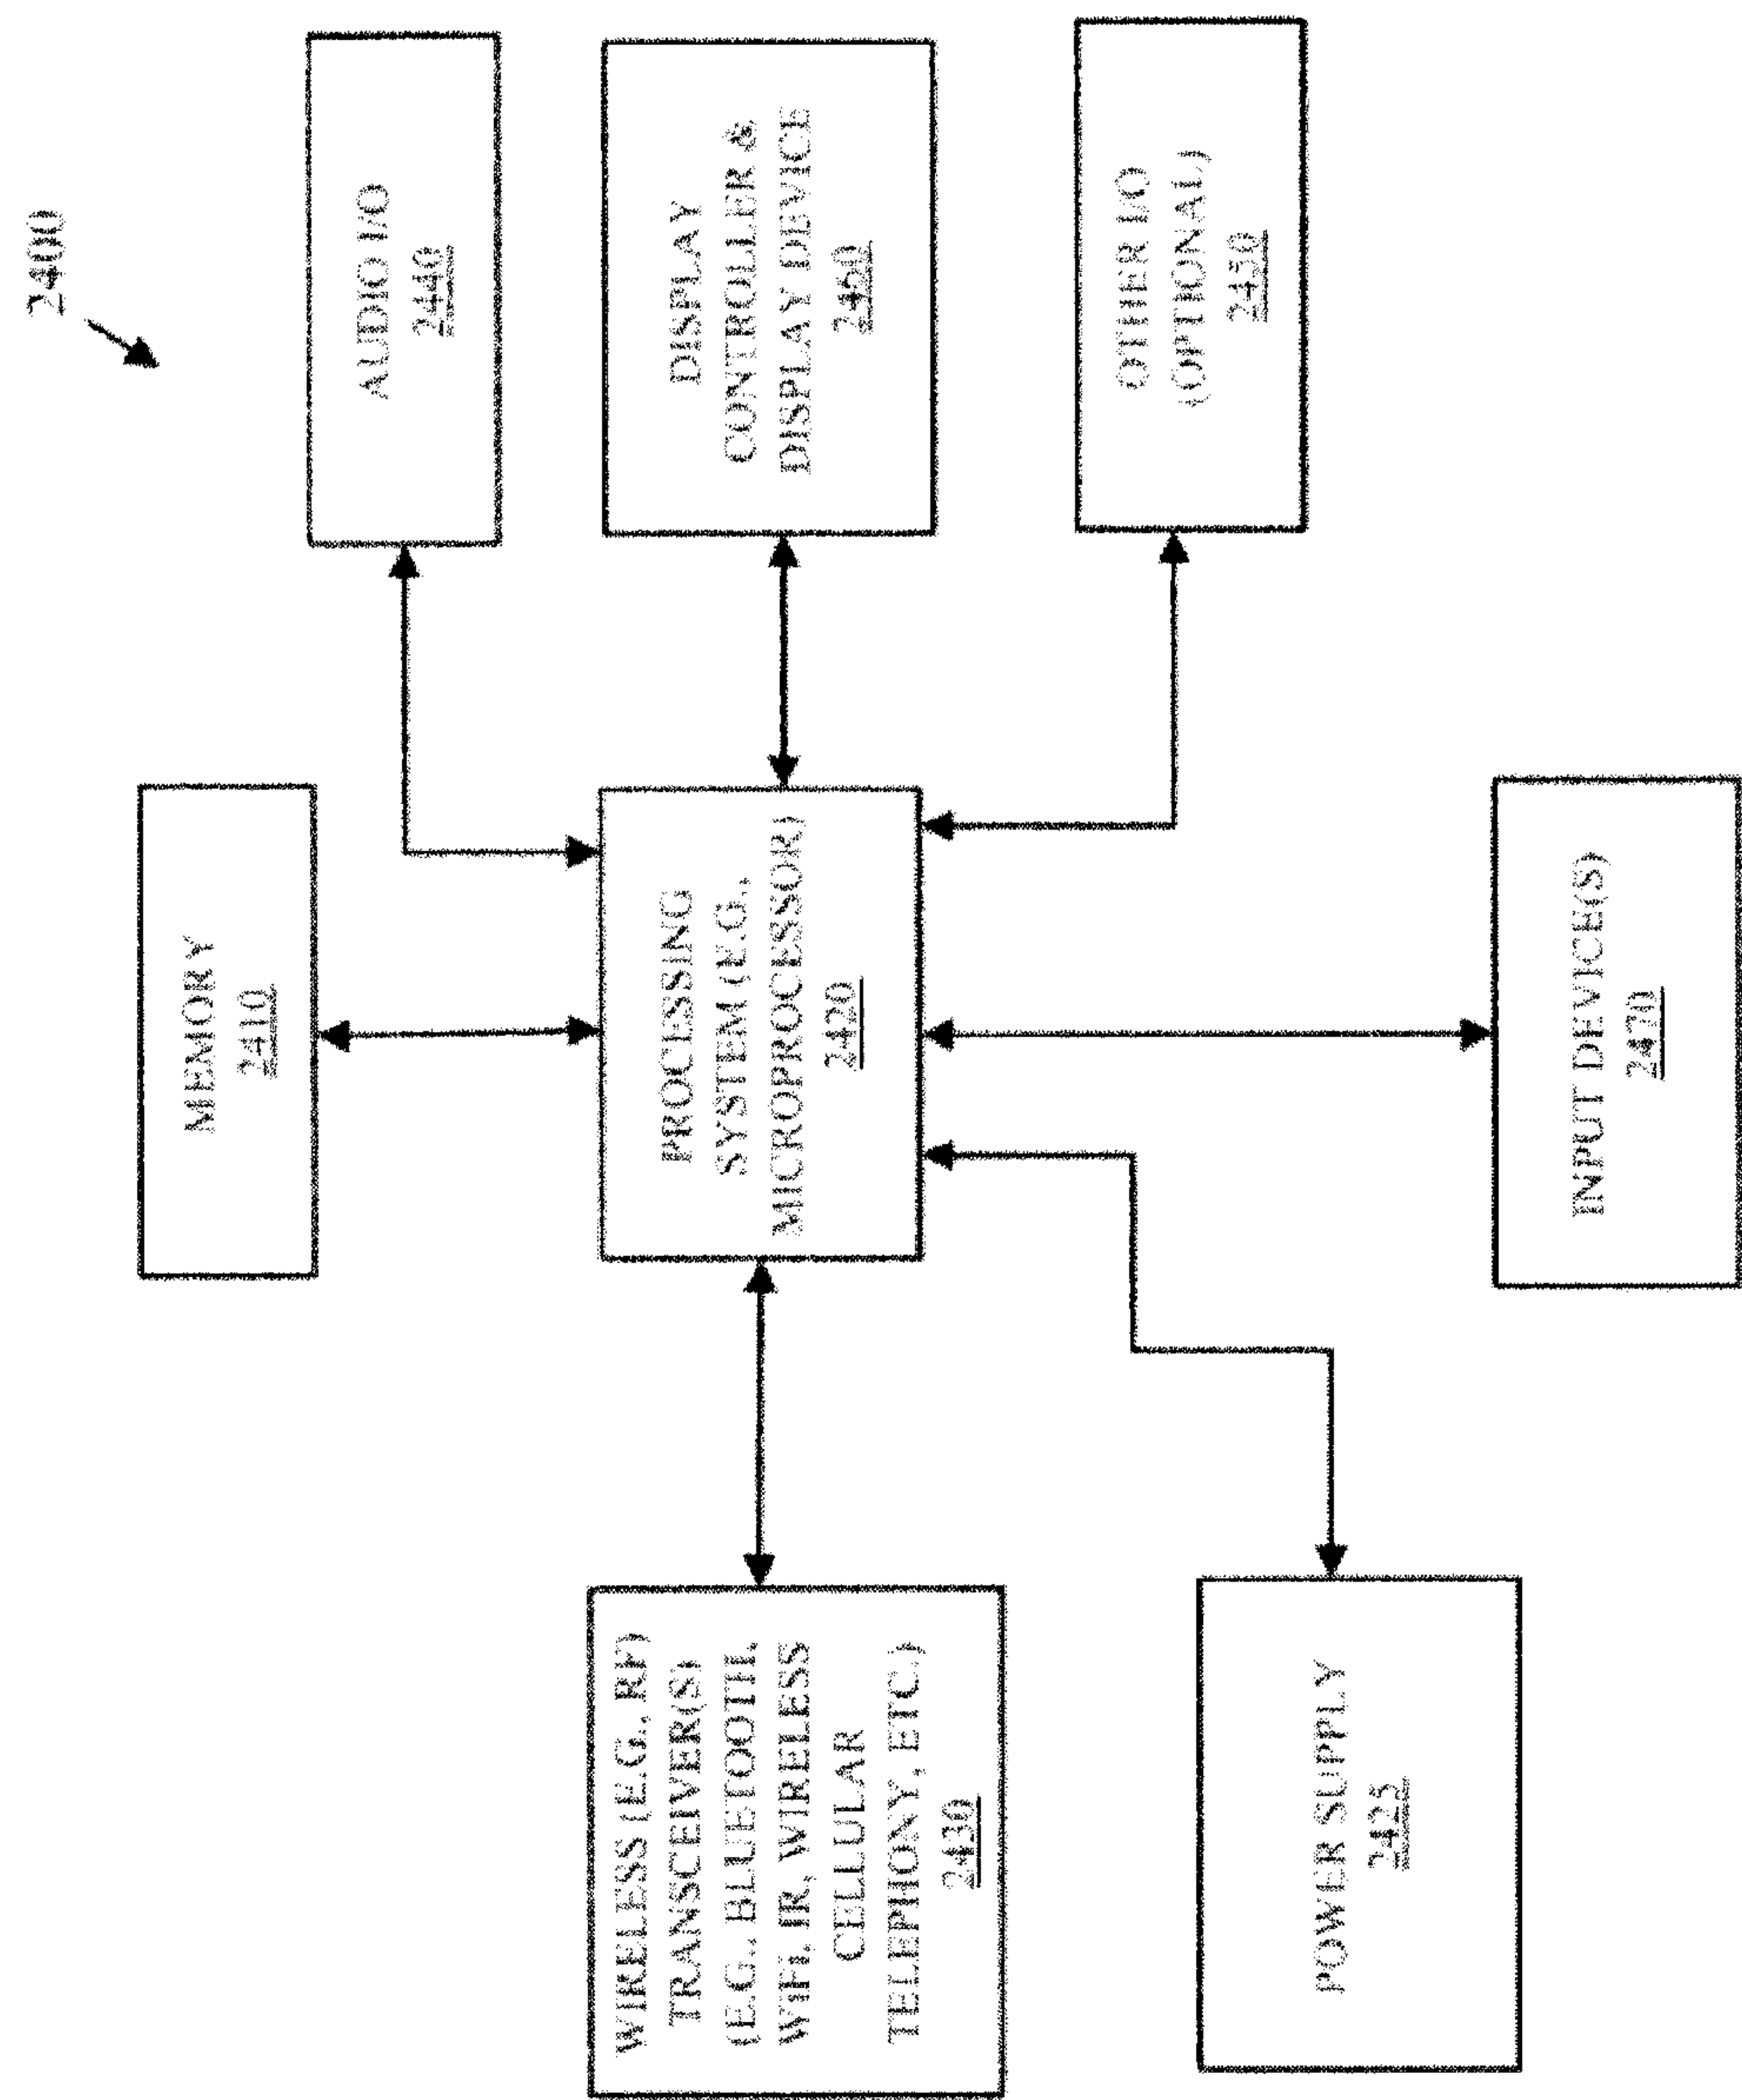 2400
MEMORY
2410
AUDIO I/O
2440
WIRELESS (E.G., RF)
TRANSCEIVER(S)
(E.G., BLUETOOTH,
WIFI, IR, WIRELESS
CELLULAR
TELEPHONY, ETC.)
2430
PROCESSING
SYSTEM (E.G.,
MICROPROCESSOR)
2420
DISPLAY
CONTROLLER &
DISPLAY DEVICE
2460
OTHER I/O
(OPTIONAL)
2450
POWER SUPPLY
2425
INPUT DEVICE(S)
2470